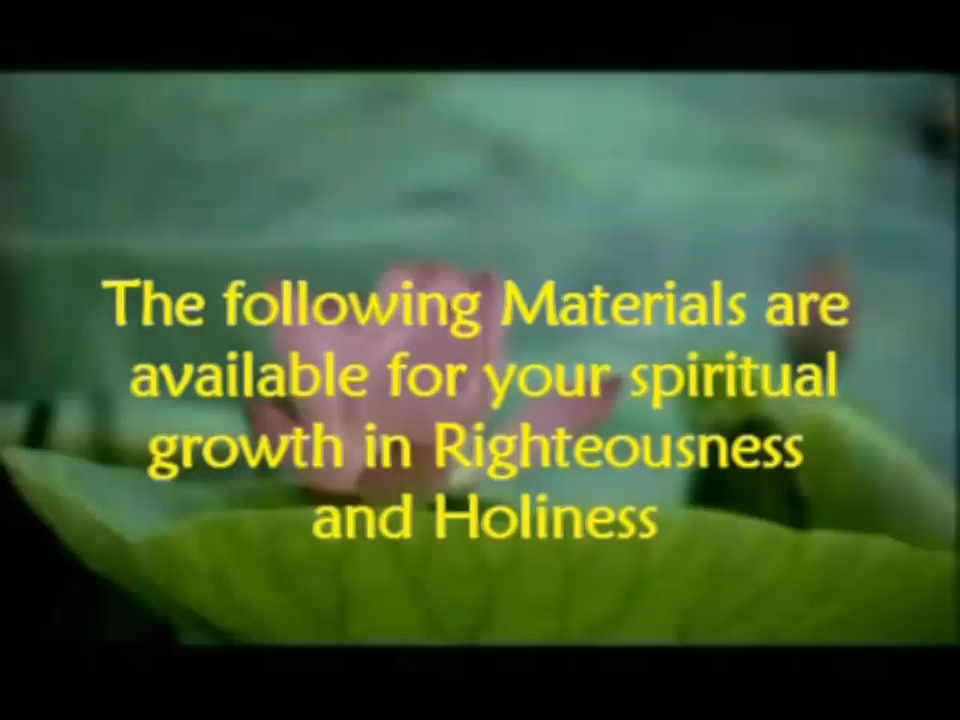 The following Materials are
available for your spiritual
growth in Righteousness
and Holiness